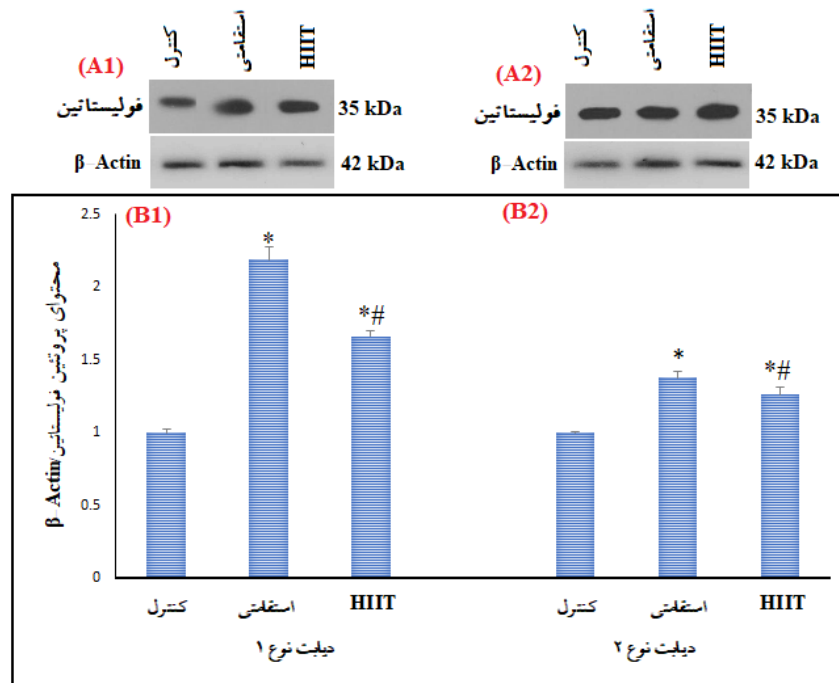 کنترل
استقامتی
HIIT
(A1)
فولیستاتین
35 kDa
β-Actin
42 kDa
کنترل
استقامتی
HIIT
(A2)
فولیستاتین
35 kDa
β-Actin
42 kDa
(B1)
(B2)
محتوای پروتئین فولیستاتین/β-Actin
2.5
2
1.5
1
0.5
0
*
*#
*
*#
کنترل
استقامتی
HIIT
کنترل
استقامتی
HIIT
دیابت نوع ۱
دیابت نوع ۲